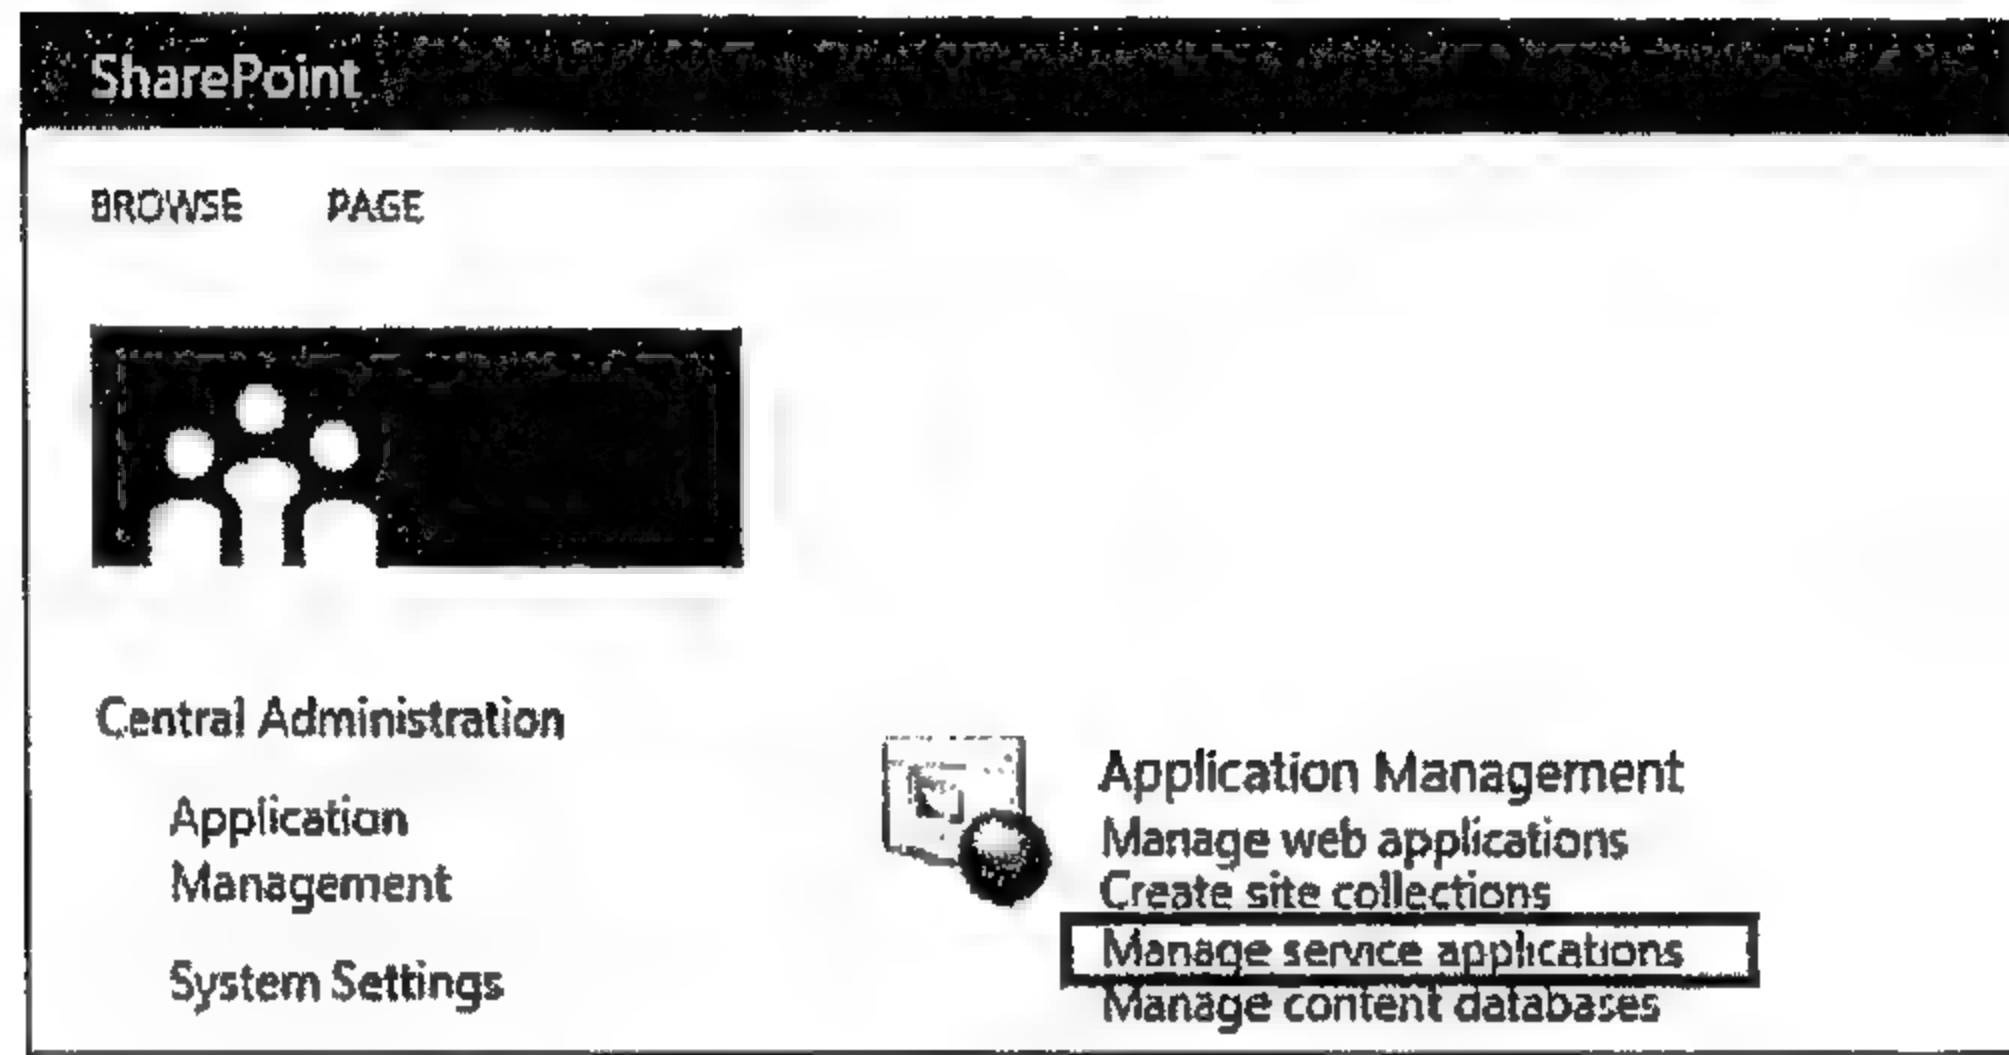 SharePoint
BROWSE PAGE
Central Administration
Application
Management
System Settings
Application Management
Manage web applications
Create site collections
Manage service applications
Manage content databases